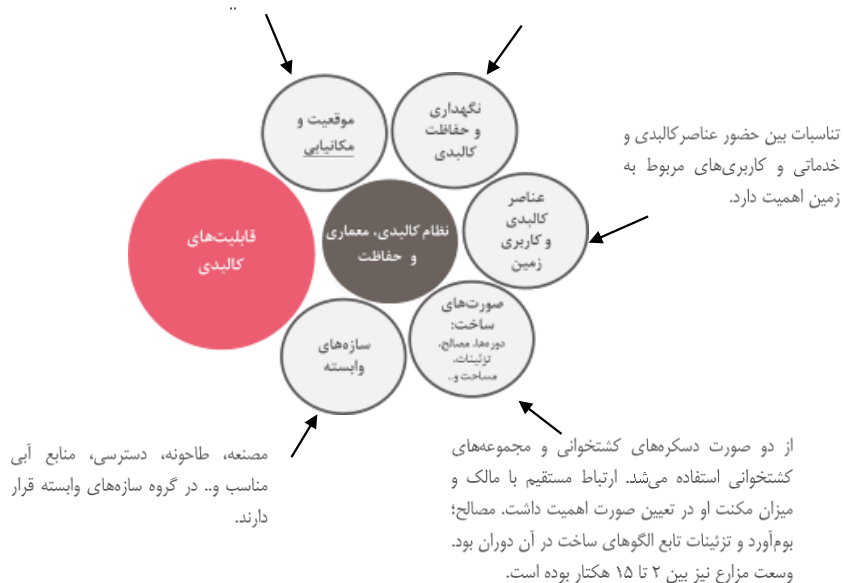 ..
نگهداری
و حفاظت
کالبدی
موقعیت و
مکانیابی
تناسبات بین حضور عناصر کالبدی و
خدماتی و کاربری‌های مربوط به
زمین اهمیت دارد.
عناصر
کالبدی
و کاربری
زمین
نظام کالبدی، معماری
و حفاظت
قابلیت‌های
کالبدی
صورت‌های
ساخت:
دوره‌ها، مصالح،
تزئینات،
مساحت و..
سازه‌های
وابسته
از دو صورت دسکره‌های کشتخوانی و مجموعه‌های
کشتخوانی استفاده می‌شد. ارتباط مستقیم با مالک و
میزان مکنت او در تعیین صورت اهمیت داشت. مصالح؛
بوم‌آورد و تزئینات تابع الگوهای ساخت در آن دوران بود.
وسعت مزارع نیز بین ۲ تا ۱۵ هکتار بوده است.
مصنعه، طاحونه، دسترسی، منابع آبی
مناسب و.. در گروه سازه‌های وابسته قرار
دارند.